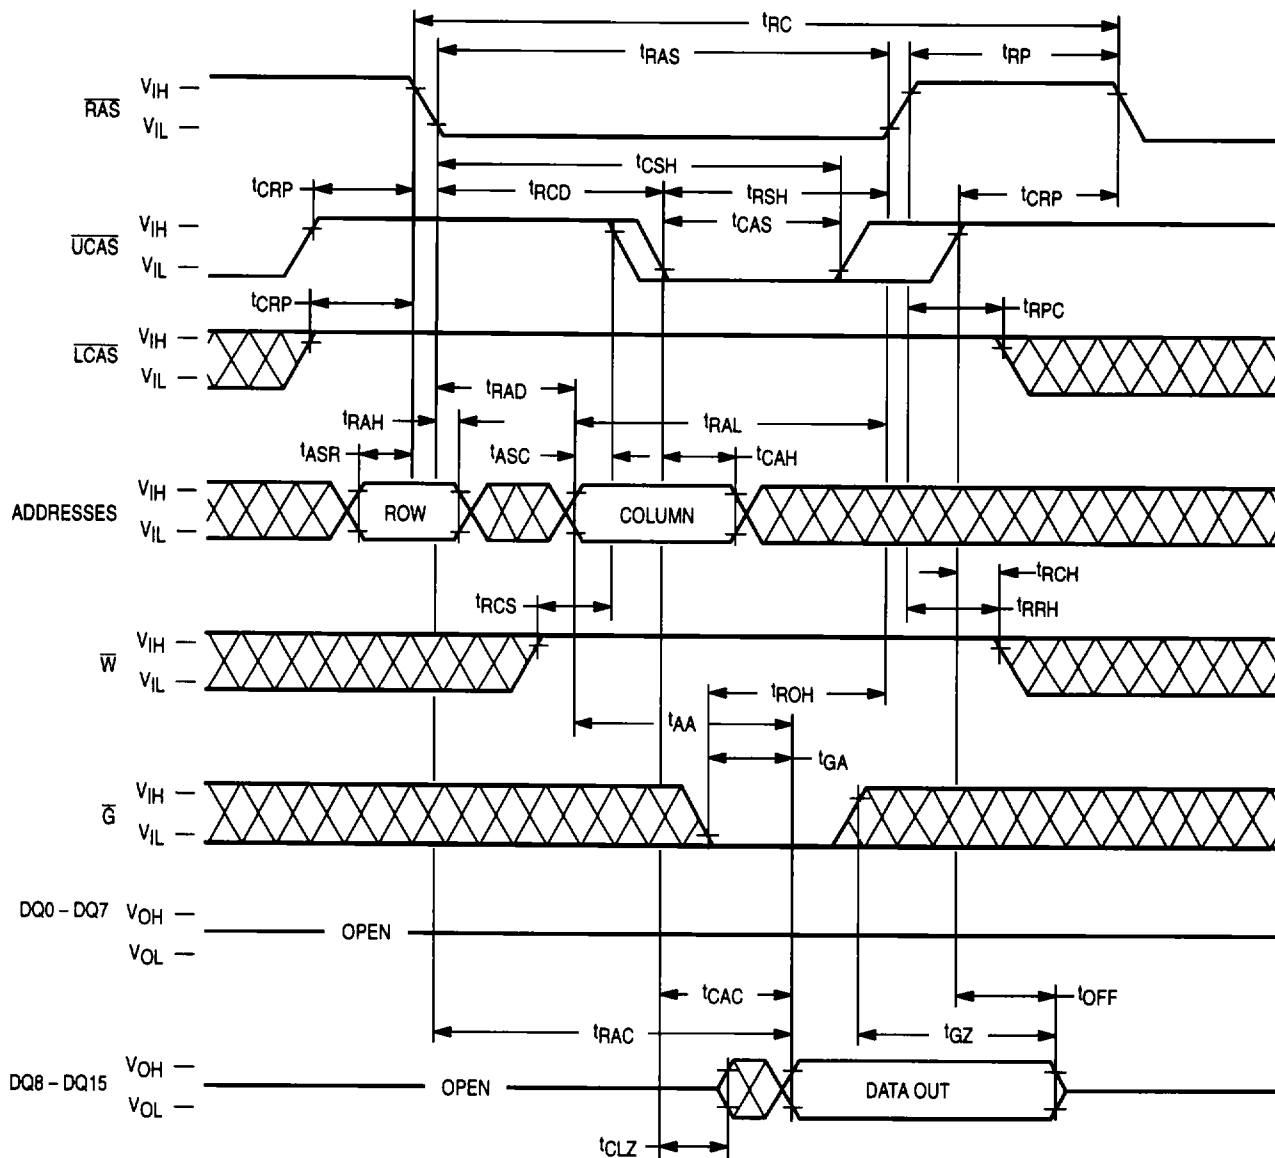 tRC
tRAS
tRP
RAS
VIH
VIL
tCSH
tCRP
tRCD
tRSH
tCRP
tCAS
UCAS
VIH
VIL
tCRP
tRPC
LCAS
VIH
VIL
tRAD
tRAH
tRAL
tASR
tASC
tCAH
ADDRESSES
VIH
VIL
ROW
COLUMN
tRCH
tRCS
tRRH
W
VIH
VIL
tROH
tAA
tGA
G
VIH
VIL
DQ0 – DQ7
VOH
VOL
OPEN
tCAC
tOFF
tRAC
tGZ
DQ8 – DQ15
VOH
VOL
OPEN
DATA OUT
tCLZ